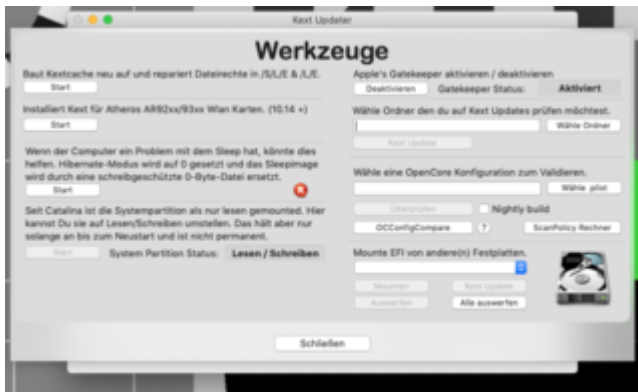 Kext Updater
Werkzeuge
Baut Kextcache neu auf und repariert Dateirechte in /S/L/E & /L/E.
Start
Installiert Kext für Atheros AR92xx/93xx Wlan Karten. (10.14 +)
Start
Wenn der Computer ein Problem mit dem Sleep hat, könnte dies
helfen. Hibernate-Modus wird auf 0 gesetzt und das Sleepimage
wird durch eine schreibgeschützte 0-Byte-Datei ersetzt.
Start
Seit Catalina ist die Systempartition als nur lesen gemounted. Hier
kannst Du sie auf Lesen/Schreiben umstellen. Das hält aber nur
solange an bis zum Neustart und ist nicht permanent.
Start System Partition Status: Lesen / Schreiben
Apple's Gatekeeper aktivieren / deaktivieren
Deaktivieren Gatekeeper Status: Aktiviert
Wähle Ordner den du auf Kext Updates prüfen möchtest.
Wähle Ordner
Kext Update
Wähle eine OpenCore Konfiguration zum Validieren.
Wähle .plist
Überprüfen Nightly build
OCConfigCompare ? ScanPolicy Rechner
Mounte EFI von andere(n) Festplatten.
Mounten Kext Update
Auswerfen Alle auswerfen
Schließen